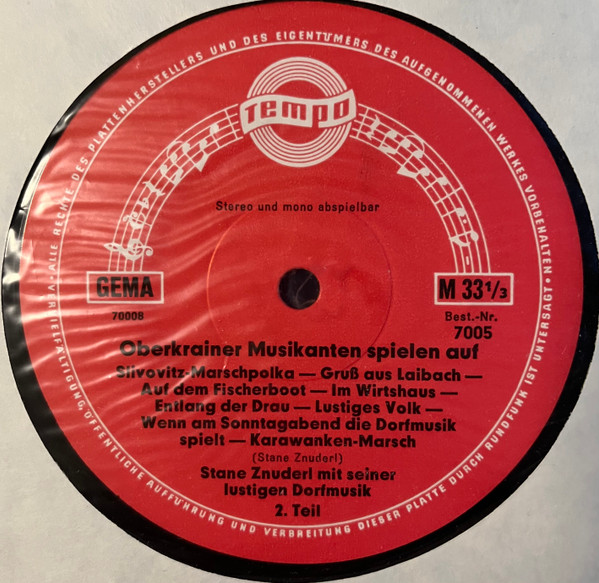 ALLE RECHTE DES PLATTENHERSTELLERS UND DES EIGENTÜMERS DES AUFGENOMMENEN WERKES VORBEHALTEN • VERVIELFÄLTIGUNG, ÖFFENTLICHE AUFFÜHRUNG UND VERBREITUNG DIESER PLATTE DURCH RUNDFUNK IST UNTERSAGT •
TEMPO
Stereo und mono abspielbar
GEMA
70008
M 33 1/3
Best.-Nr.
7005
Oberkrainer Musikanten spielen auf
Slivovitz-Marschpolka — Gruß aus Laibach —
Auf dem Fischerboot — Im Wirtshaus —
Entlang der Drau — Lustiges Volk —
Wenn am Sonntagabend die Dorfmusik
spielt — Karawanken-Marsch
(Stane Znuderl)
Stane Znuderl mit seiner
lustigen Dorfmusik
2. Teil